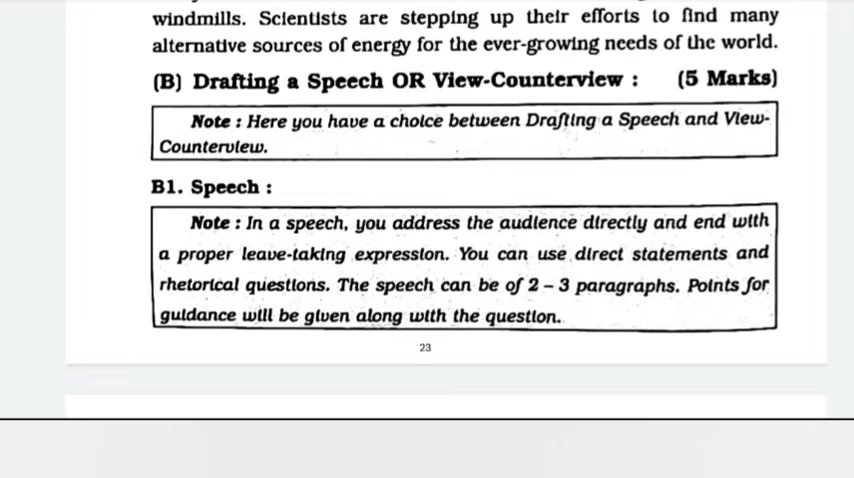 windmills. Scientists are stepping up their efforts to find many
alternative sources of energy for the ever-growing needs of the world.
(B) Drafting a Speech OR View-Counterview : (5 Marks)
Note : Here you have a choice between Drafting a Speech and View-
Counterview.
B1. Speech :
Note : In a speech, you address the audience directly and end with
a proper leave-taking expression. You can use direct statements and
rhetorical questions. The speech can be of 2 – 3 paragraphs. Points for
guidance will be given along with the question.
23